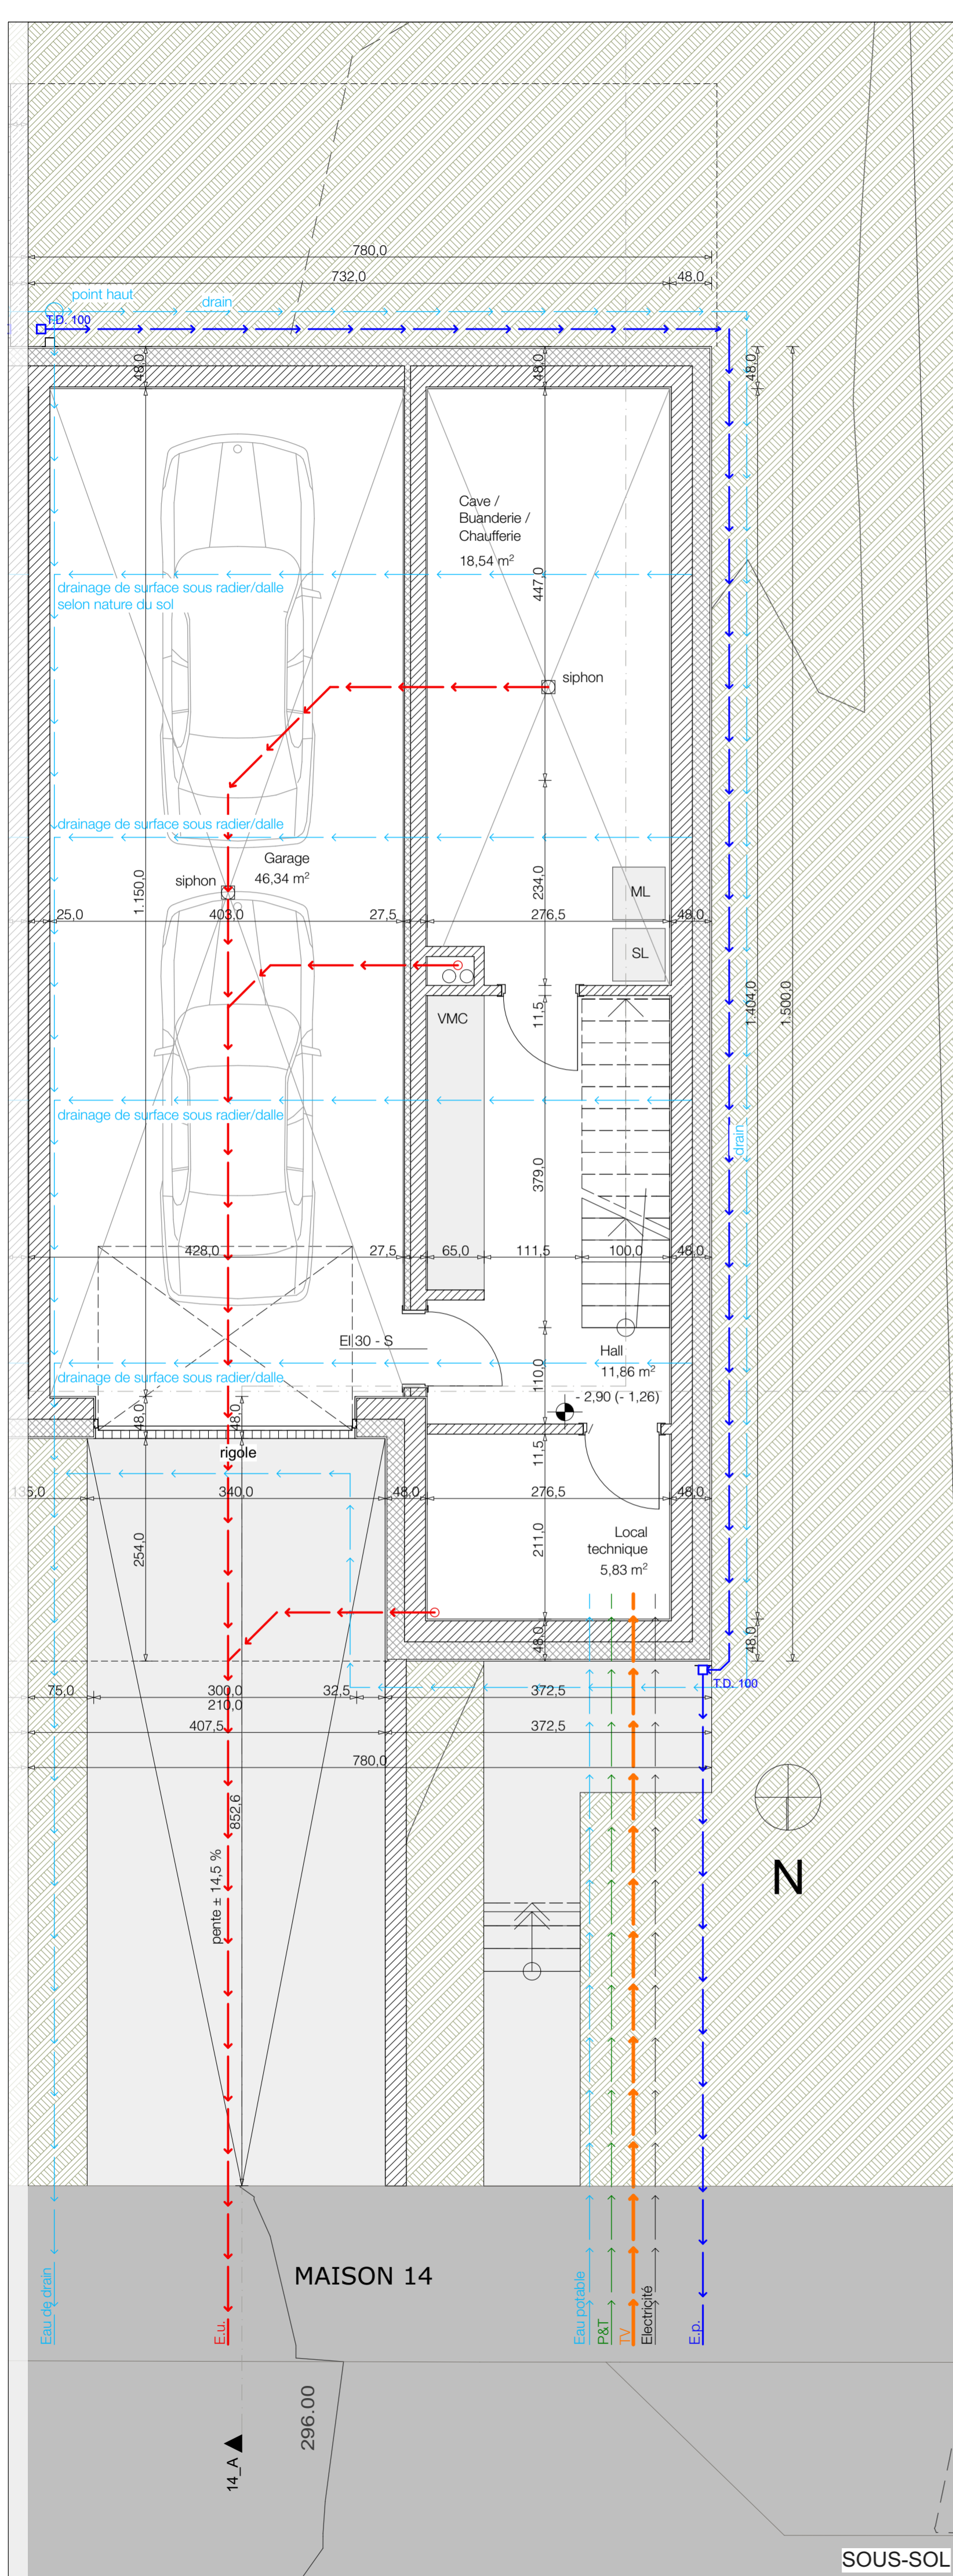 780,0
732,0
48,0
point haut
drain
T.D. 100
48,0
48,0
48,0
Cave /
Buanderie /
Chaufferie
18,54 m²
447,0
drainage de surface sous radier/dalle
selon nature du sol
siphon
drainage de surface sous radier/dalle
Garage
46,34 m²
siphon
1.150,0
234,0
ML
25,0
403,0
27,5
276,5
48,0
SL
1.404,0
1.500,0
11,5
VMC
drainage de surface sous radier/dalle
drain
379,0
428,0
27,5
65,0
111,5
100,0
48,0
EI 30 - S
Hall
11,86 m²
110,0
drainage de surface sous radier/dalle
- 2,90 (- 1,26)
48,0
48,0
rigole
11,5
135,0
340,0
48,0
276,5
48,0
254,0
211,0
Local
technique
5,83 m²
48,0
48,0
T.D. 100
75,0
300,0
210,0
32,5
372,5
407,5
372,5
780,0
852,6
pente ± 14,5 %
N
MAISON 14
Eau de drain
E.u.
Eau potable
P&T
TV
Electricité
E.p.
296.00
14_A
SOUS-SOL